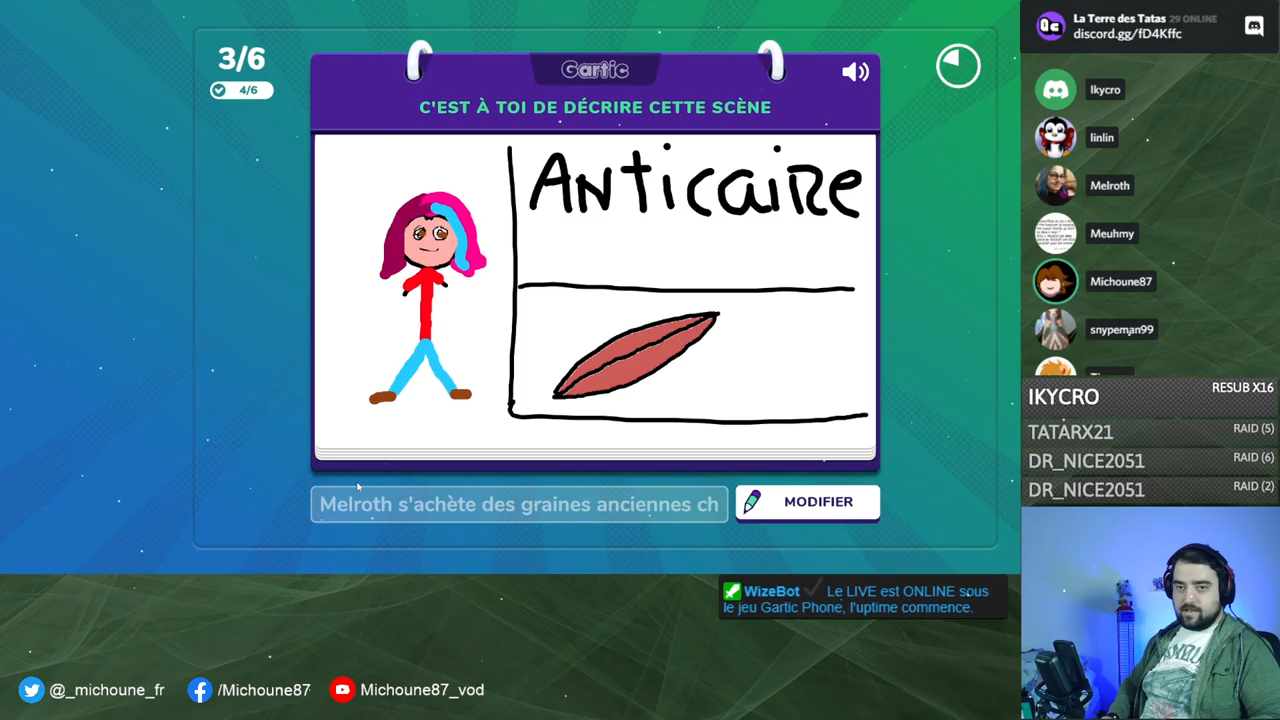 3/6
4/6
Gartic
C'EST À TOI DE DÉCRIRE CETTE SCÈNE
Anticaire
Melroth s'achète des graines anciennes ch
MODIFIER
La Terre des Tatas 29 ONLINE
discord.gg/fD4Kffc
Ikycro
linlin
Melroth
Meuhmy
Michoune87
snypeman99
IKYCRO RESUB X16
TATARX21 RAID (5)
DR_NICE2051 RAID (6)
DR_NICE2051 RAID (2)
WizeBot Le LIVE est ONLINE sous
le jeu Gartic Phone, l'uptime commence.
@_michoune_fr /Michoune87 Michoune87_vod